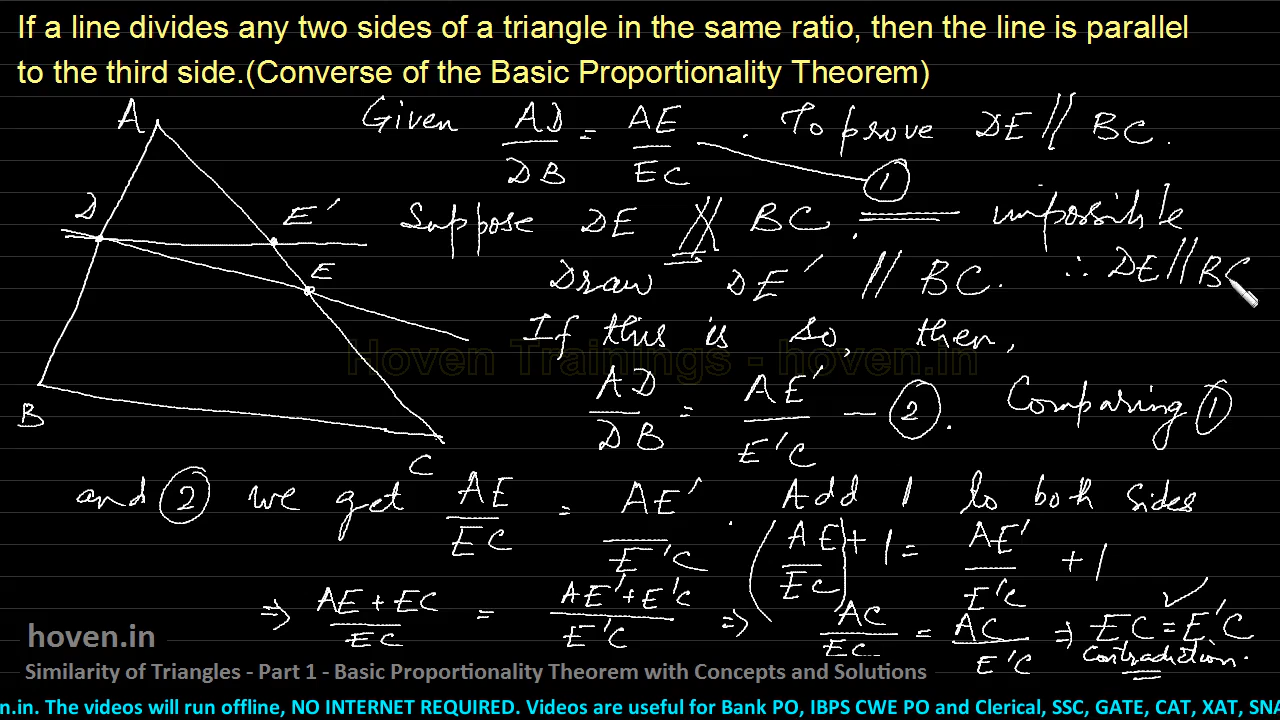 If a line divides any two sides of a triangle in the same ratio, then the line is parallel
to the third side.(Converse of the Basic Proportionality Theorem)
A
D
E'
E
B
C
Given AD/DB = AE/EC . To prove DE // BC.
①
Suppose DE ∦ BC. impossible
Draw DE' // BC. ∴ DE // BC
If this is so, then,
Hoven Trainings - hoven.in
AD/DB = AE'/E'C — ②. Comparing ①
and ② we get AE/EC = AE'/E'C . Add 1 to both sides
(AE/EC) + 1 = AE'/E'C + 1
⇒ AE + EC/EC = AE' + E'C/E'C ⇒ AC/EC = AC/E'C ⇒ EC = E'C ✓
Contradiction.
hoven.in
Similarity of Triangles - Part 1 - Basic Proportionality Theorem with Concepts and Solutions
n.in. The videos will run offline, NO INTERNET REQUIRED. Videos are useful for Bank PO, IBPS CWE PO and Clerical, SSC, GATE, CAT, XAT, SNA